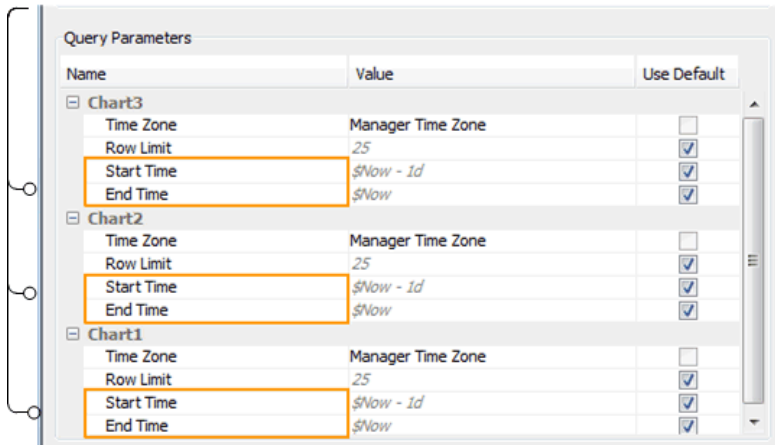 Query Parameters
Name Value Use Default
Chart3
Time Zone Manager Time Zone
Row Limit 25
Start Time $Now - 1d
End Time $Now
Chart2
Time Zone Manager Time Zone
Row Limit 25
Start Time $Now - 1d
End Time $Now
Chart1
Time Zone Manager Time Zone
Row Limit 25
Start Time $Now - 1d
End Time $Now